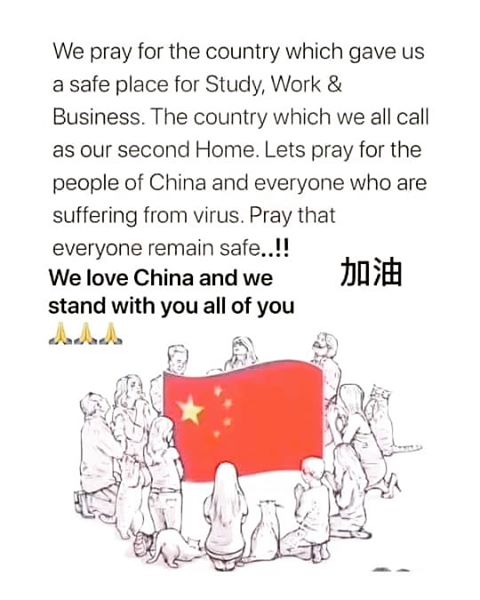 We pray for the country which gave us
a safe place for Study, Work &
Business. The country which we all call
as our second Home. Lets pray for the
people of China and everyone who are
suffering from virus. Pray that
everyone remain safe..!!
We love China and we
加油
stand with you all of you
🙏🙏🙏